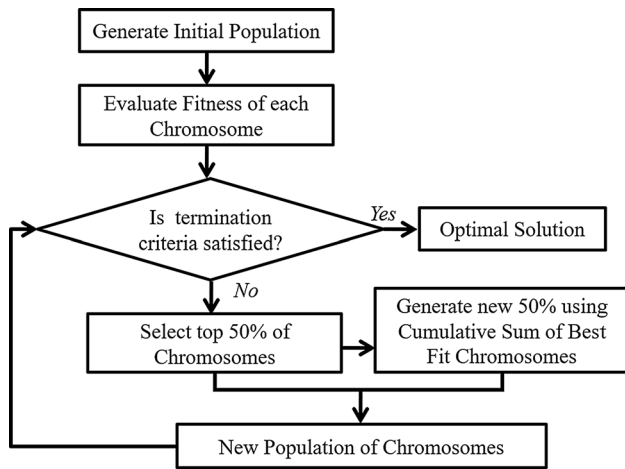 Generate Initial Population
Evaluate Fitness of each
Chromosome
Is termination
criteria satisfied?
Yes
Optimal Solution
No
Select top 50% of
Chromosomes
Generate new 50% using
Cumulative Sum of Best
Fit Chromosomes
New Population of Chromosomes